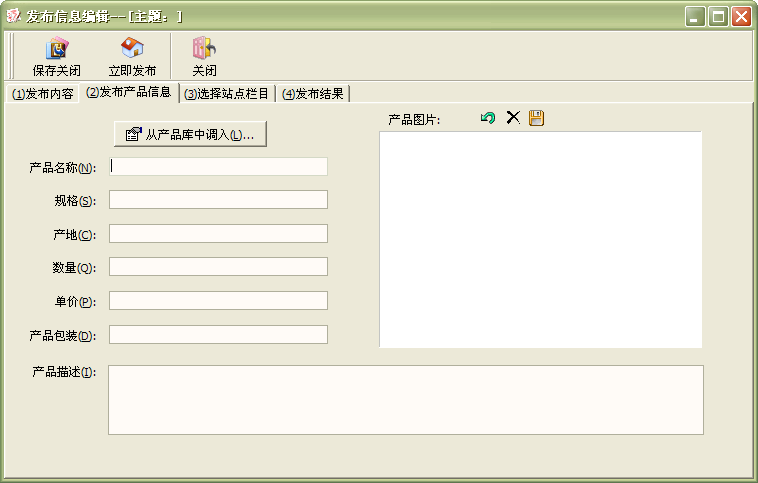 发布信息编辑--[主题：]
保存关闭 立即发布 关闭
(1)发布内容 (2)发布产品信息 (3)选择站点栏目 (4)发布结果
产品图片:
从产品库中调入(L)...
产品名称(N):
规格(S):
产地(C):
数量(Q):
单价(P):
产品包装(D):
产品描述(I):